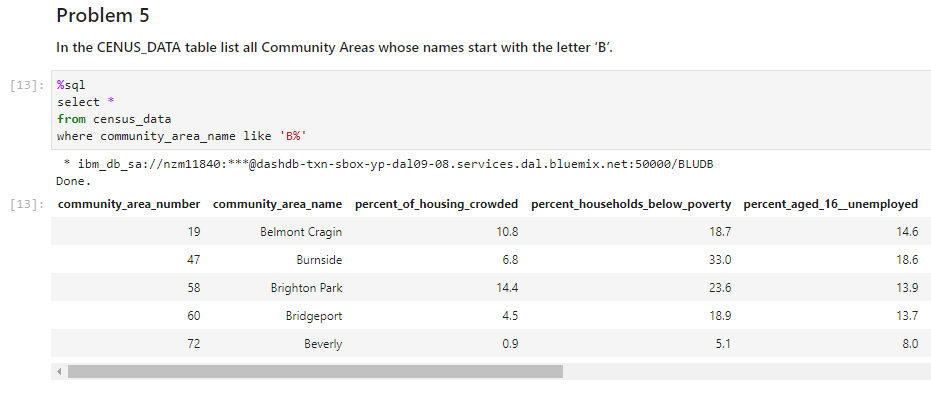 Problem 5
In the CENUS_DATA table list all Community Areas whose names start with the letter ‘B’.
[13]: %sql
select *
from census_data
where community_area_name like 'B%'
* ibm_db_sa://nzm11840:***@dashdb-txn-sbox-yp-dal09-08.services.dal.bluemix.net:50000/BLUDB
Done.
[13]: community_area_number community_area_name percent_of_housing_crowded percent_households_below_poverty percent_aged_16__unemployed
19 Belmont Cragin 10.8 18.7 14.6
47 Burnside 6.8 33.0 18.6
58 Brighton Park 14.4 23.6 13.9
60 Bridgeport 4.5 18.9 13.7
72 Beverly 0.9 5.1 8.0